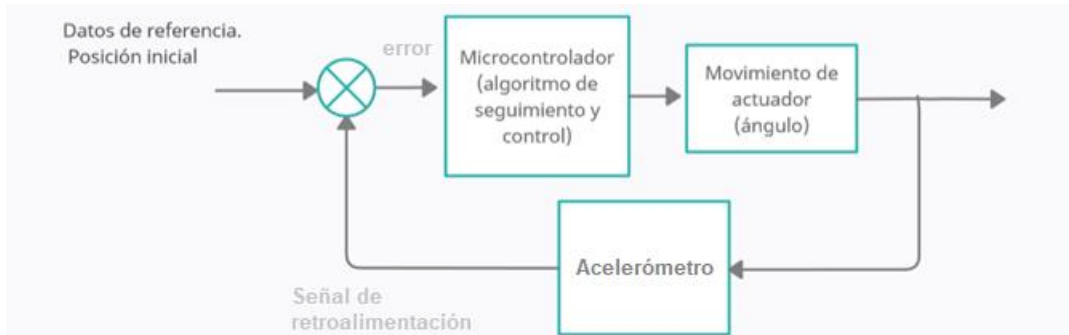 Datos de referencia.
Posición inicial
error
Microcontrolador
(algoritmo de
seguimiento y
control)
Movimiento de
actuador
(ángulo)
Acelerómetro
Señal de
retroalimentación